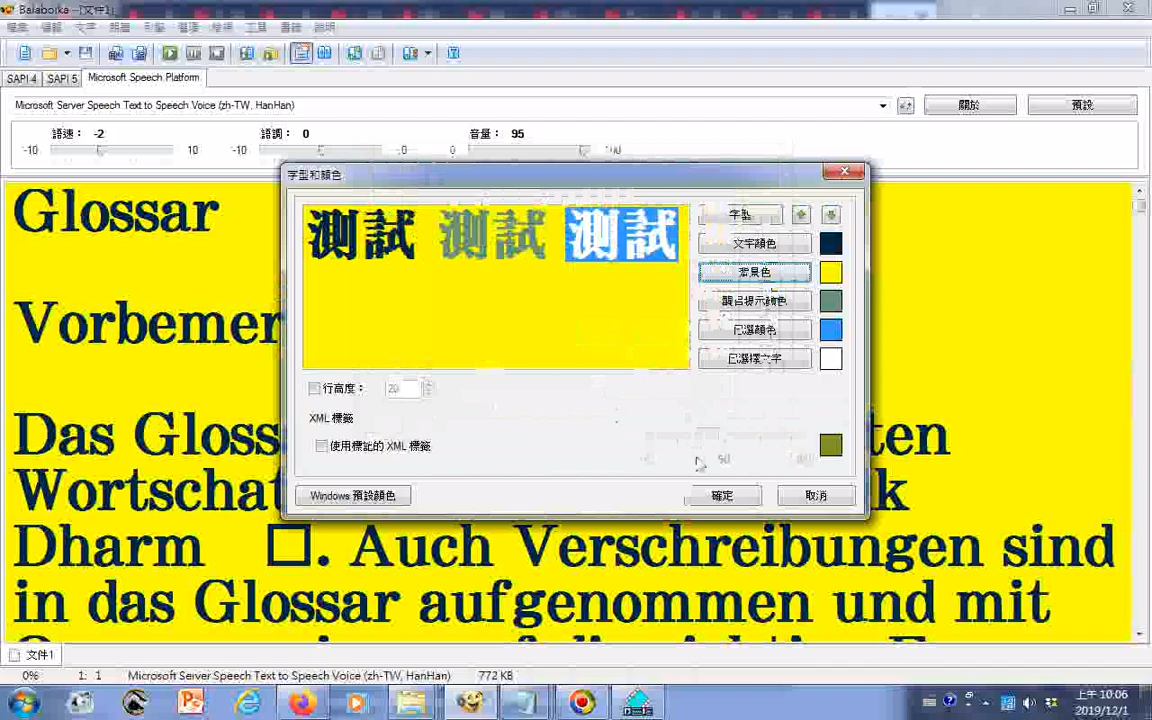 Balabolka - [文件1]
SAPI 4 SAPI 5 Microsoft Speech Platform
Microsoft Server Speech Text to Speech Voice (zh-TW, HanHan) 關於 預設
語速： -2 語調： 0 音量： 95
-10 10 -10 0 100
字型和顏色
Glossar
測試 測試 測試
字型
文字顏色
背景色
已選顏色
已選擇文字
Vorbemer
行高度： 20
XML 標籤
使用標記的 XML 標籤
90
Windows 預設顏色 確定 取消
Das Gloss ten
Wortschat k
Dharm □. Auch Verschreibungen sind
in das Glossar aufgenommen und mit
文件1
0% 1: 1 Microsoft Server Speech Text to Speech Voice (zh-TW, HanHan) 772 KB
上午 10:06
2019/12/1